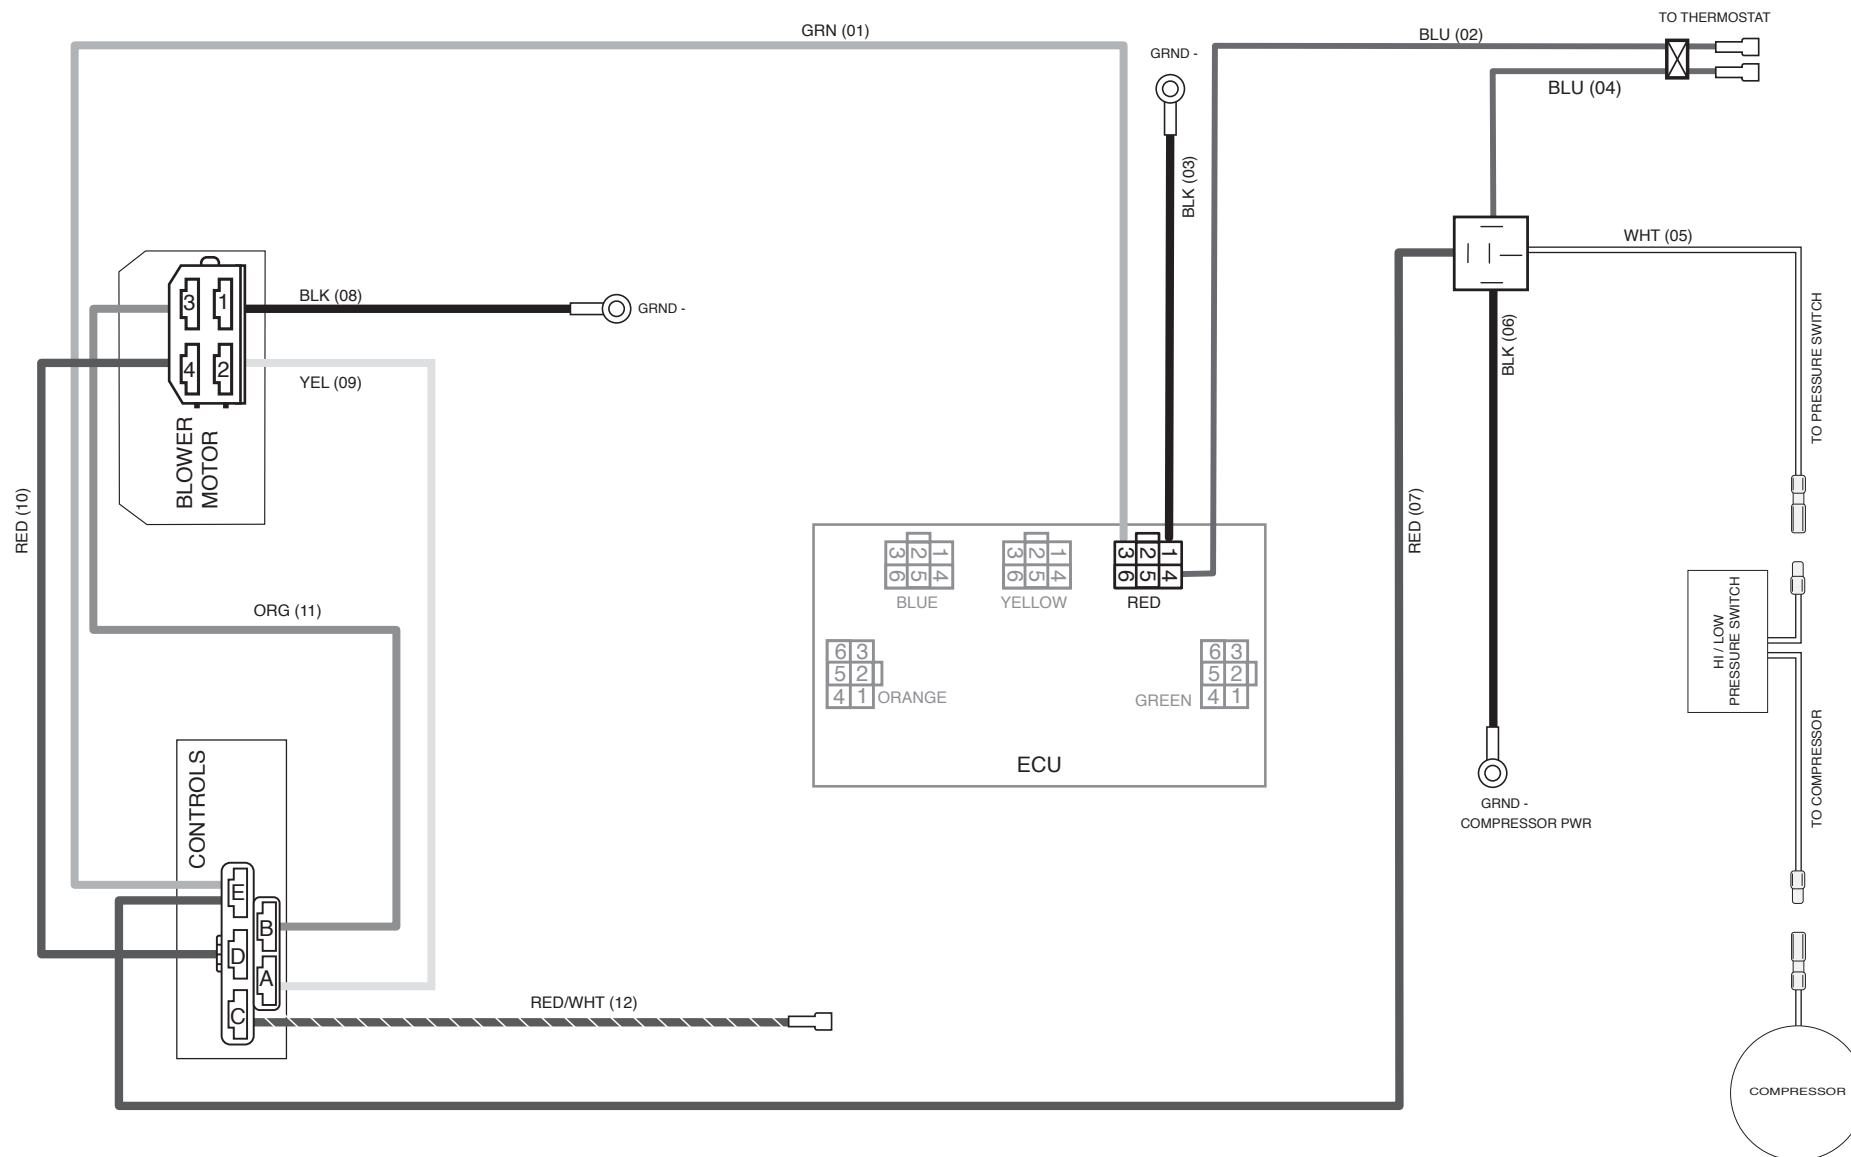 TO THERMOSTAT
GRN (01)
BLU (02)
GRND -
BLU (04)
BLK (03)
WHT (05)
BLK (08)
GRND -
3 1
4 2
YEL (09)
BLOWER
MOTOR
RED (10)
BLK (06)
TO PRESSURE SWITCH
RED (07)
3 2 1
6 5 4
BLUE
3 2 1
6 5 4
YELLOW
3 2 1
6 5 4
RED
ORG (11)
6 3
5 2
4 1
ORANGE
6 3
5 2
4 1
GREEN
ECU
HI / LOW
PRESSURE SWITCH
TO COMPRESSOR
GRND -
COMPRESSOR PWR
CONTROLS
E
B
D
A
C
RED/WHT (12)
COMPRESSOR